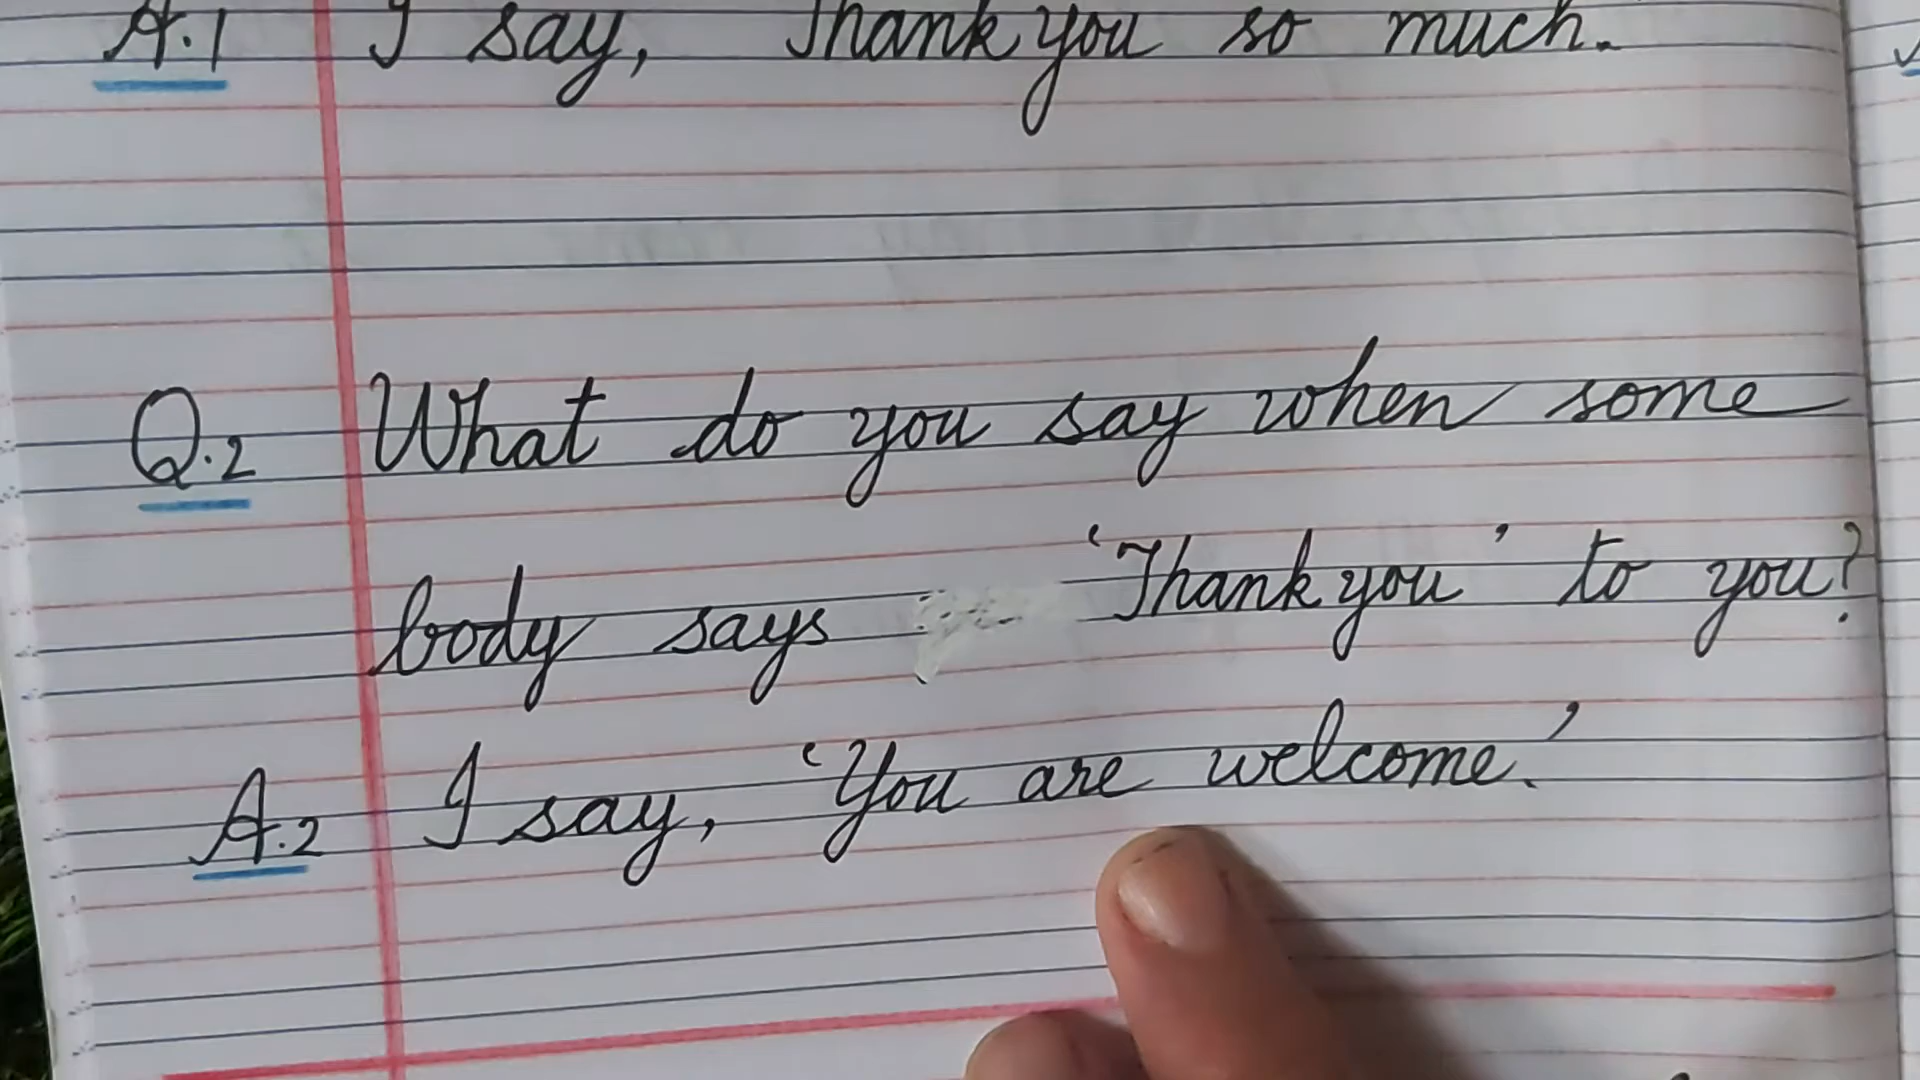 A.1 I say, Thank you so much.
Q.2 What do you say when some
body says 'Thank you' to you?
A.2 I say, 'You are welcome.'